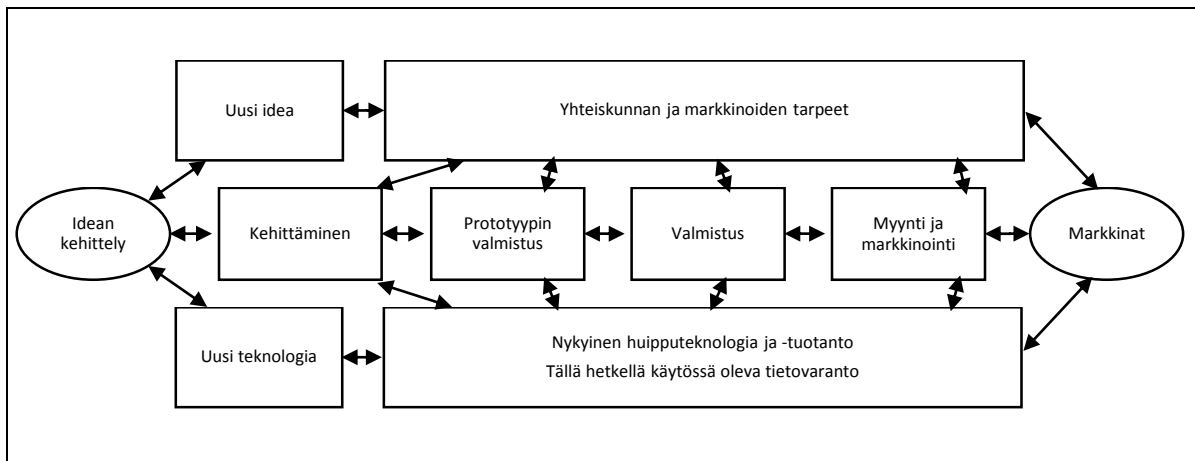 Uusi idea
Yhteiskunnan ja markkinoiden tarpeet
Idean
kehittely
Kehittäminen
Prototyypin
valmistus
Valmistus
Myynti ja
markkinointi
Markkinat
Uusi teknologia
Nykyinen huipputeknologia ja -tuotanto
Tällä hetkellä käytössä oleva tietovaranto